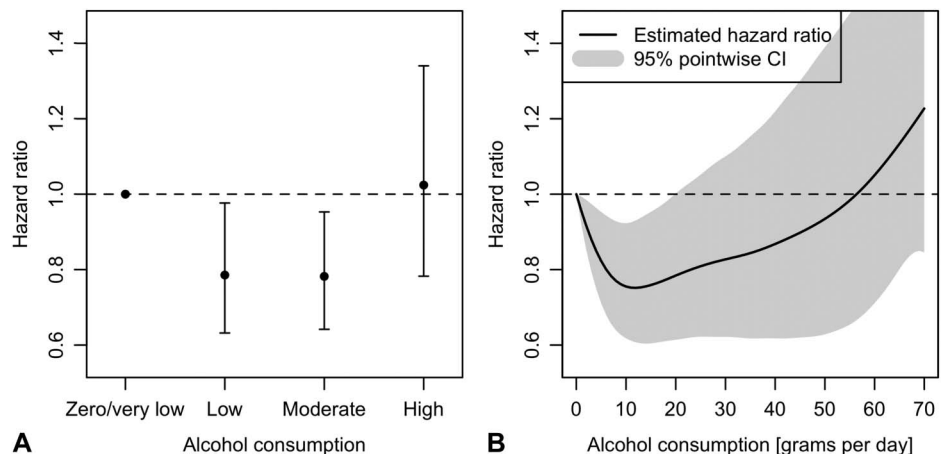 Hazard ratio
1.4
1.2
1.0
0.8
0.6
Zero/very low Low Moderate High
A Alcohol consumption
Hazard ratio
1.4
1.2
1.0
0.8
0.6
Estimated hazard ratio
95% pointwise CI
0 10 20 30 40 50 60 70
B Alcohol consumption [grams per day]